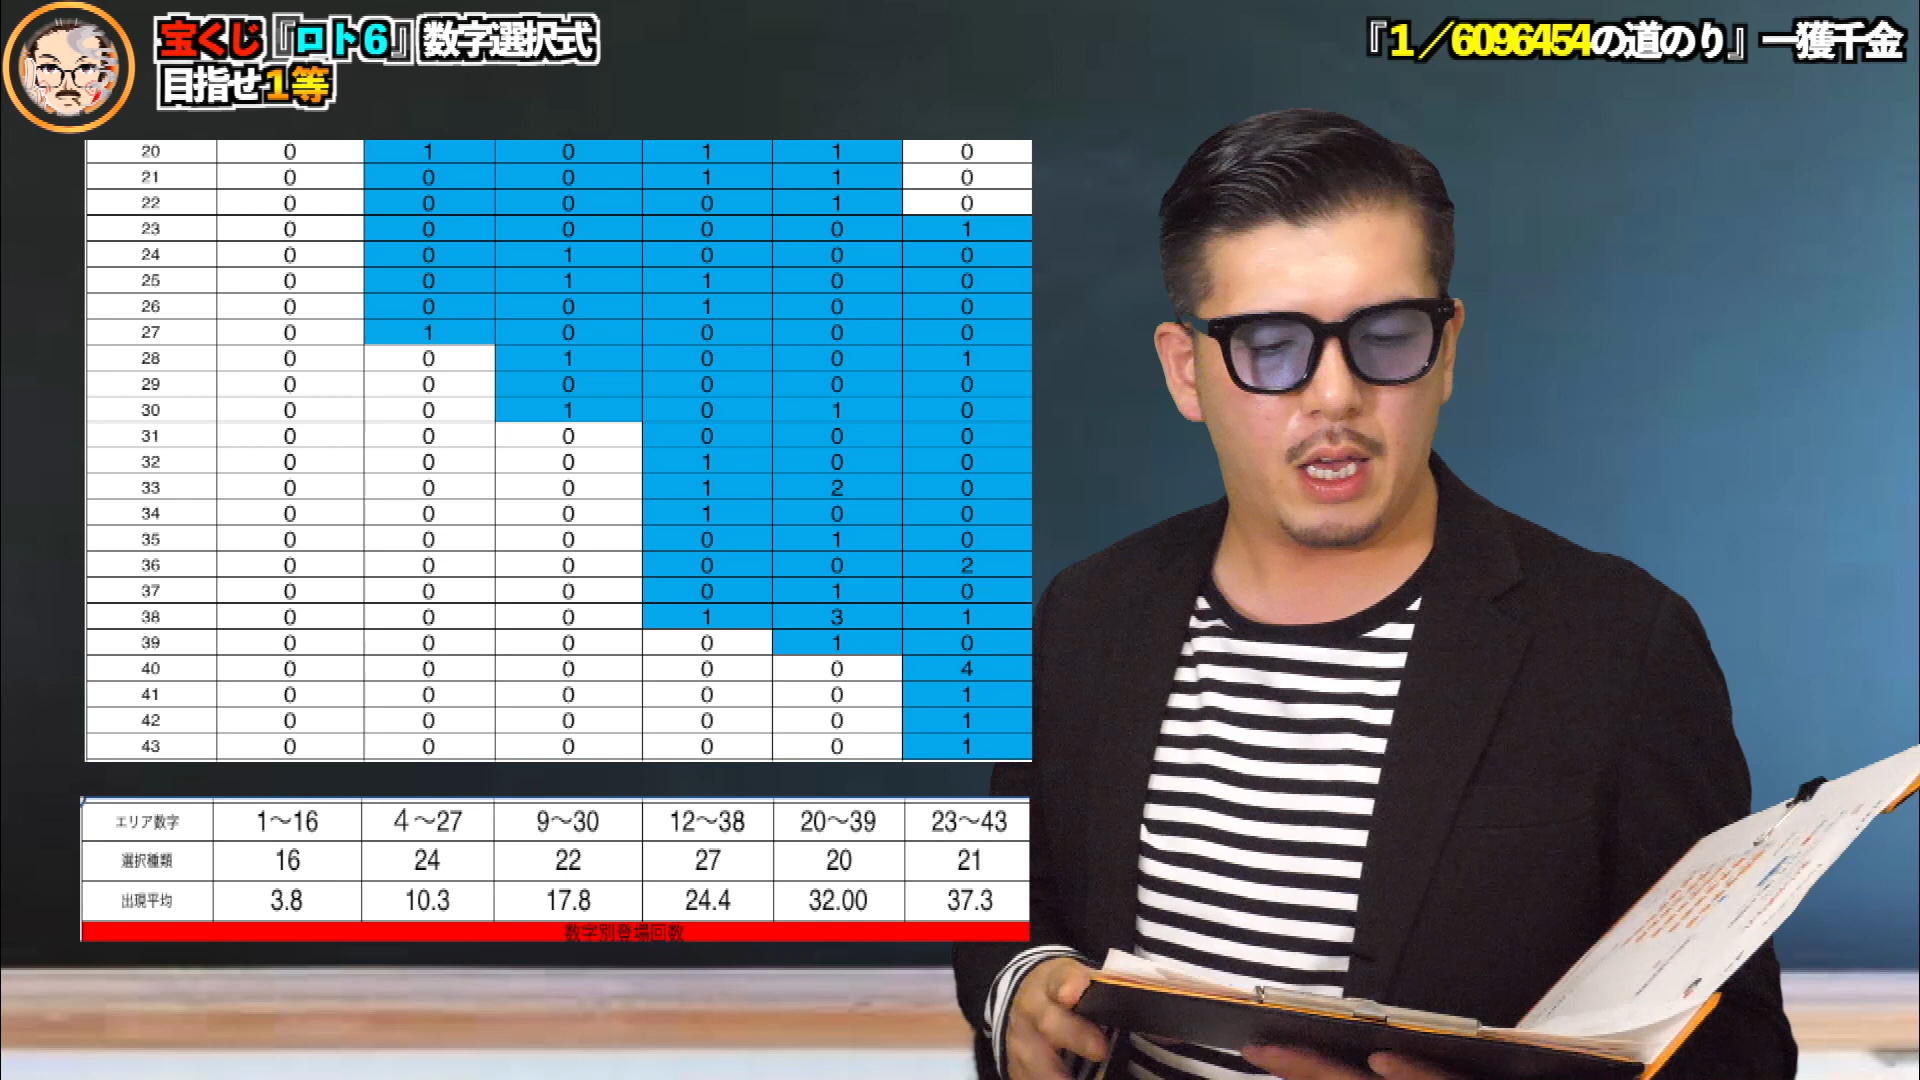 宝くじ『ロト6』数字選択式
目指せ1等
『1／6096454の道のり』一獲千金
20 0 1 0 1 1 0
21 0 0 0 1 1 0
22 0 0 0 0 1 0
23 0 0 0 0 0 1
24 0 0 1 0 0 0
25 0 0 1 1 0 0
26 0 0 0 1 0 0
27 0 1 0 0 0 0
28 0 0 1 0 0 1
29 0 0 0 0 0 0
30 0 0 1 0 1 0
31 0 0 0 0 0 0
32 0 0 0 1 0 0
33 0 0 0 1 2 0
34 0 0 0 1 0 0
35 0 0 0 0 1 0
36 0 0 0 0 0 2
37 0 0 0 0 1 0
38 0 0 0 1 3 1
39 0 0 0 0 1 0
40 0 0 0 0 0 4
41 0 0 0 0 0 1
42 0 0 0 0 0 1
43 0 0 0 0 0 1
エリア数字 1〜16 4〜27 9〜30 12〜38 20〜39 23〜43
選択種類 16 24 22 27 20 21
出現平均 3.8 10.3 17.8 24.4 32.00 37.3
数字別登場回数